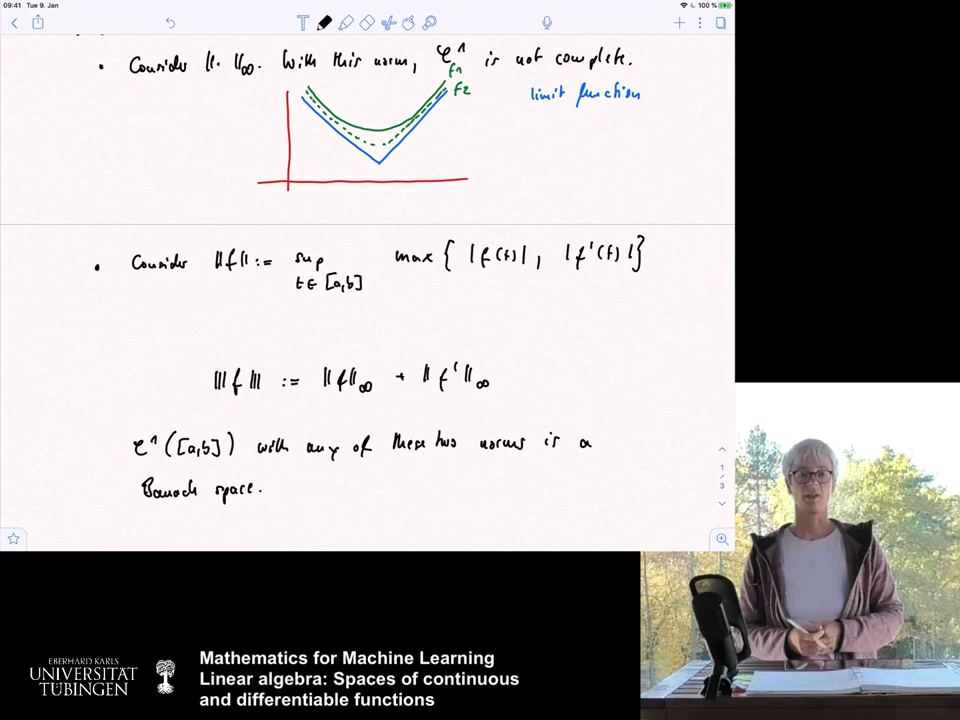 09:41 Tue 9. Jan
100 %
• Consider ‖·‖∞. With this norm, 𝒞¹ is not complete.
f1
f2
limit function
• Consider ‖f‖ := sup max { |f(t)|, |f'(t)| }
t∈[a,b]
|||f||| := ‖f‖∞ + ‖f'‖∞
𝒞¹([a,b]) with any of these two norms is a
Banach space.
1
/
3
EBERHARD KARLS
UNIVERSITÄT
TÜBINGEN
Mathematics for Machine Learning
Linear algebra: Spaces of continuous
and differentiable functions